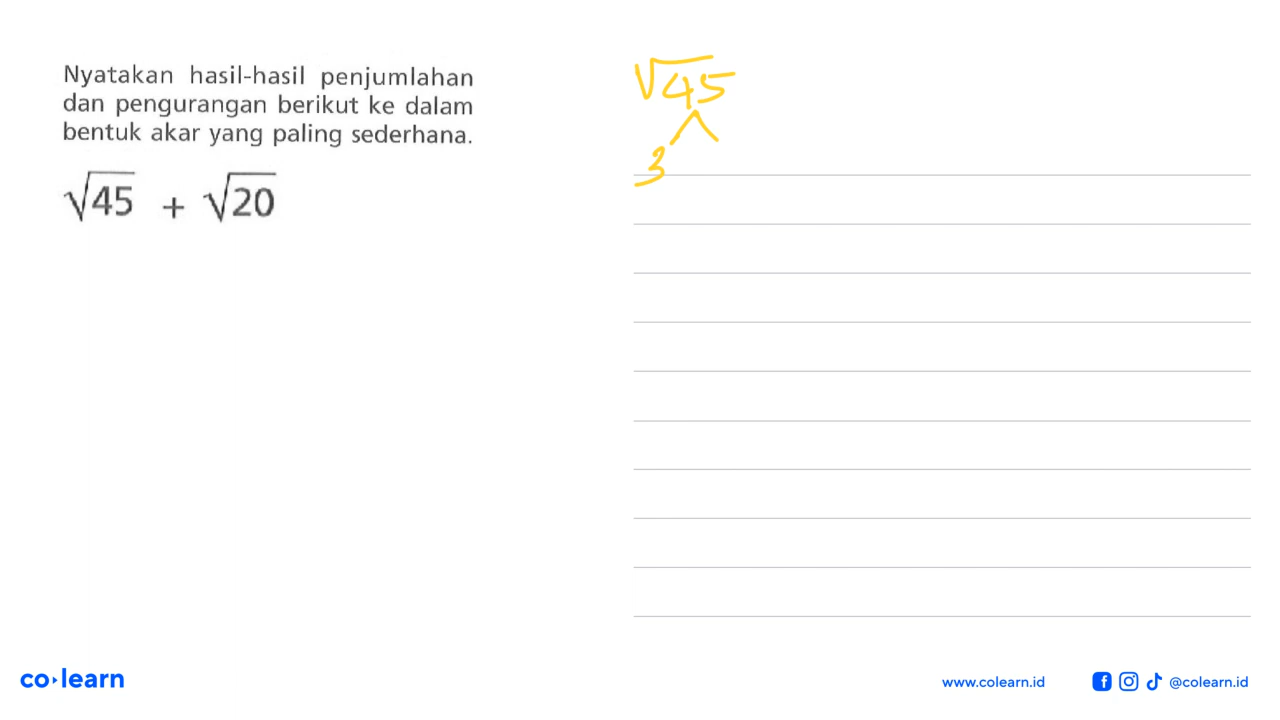 Nyatakan hasil-hasil penjumlahan
dan pengurangan berikut ke dalam
bentuk akar yang paling sederhana.
√45 + √20
√45
3
co·learn
www.colearn.id
@colearn.id